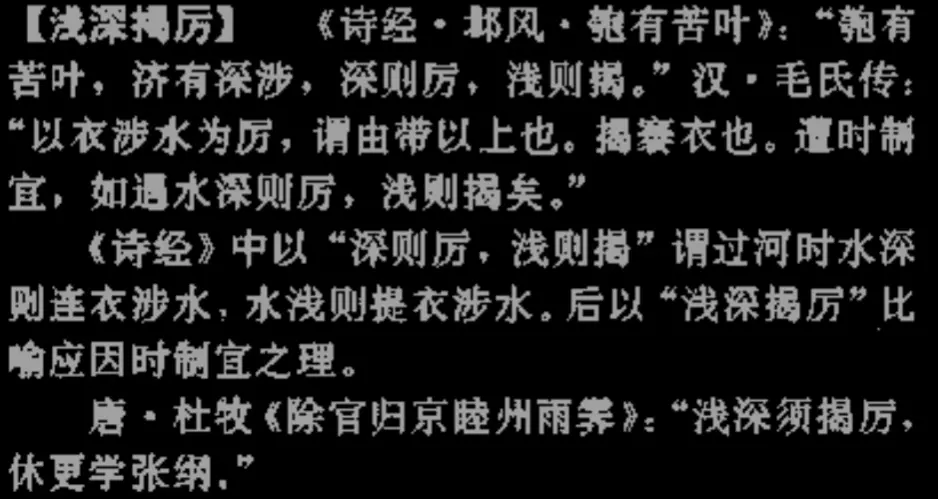 【浅深揭厉】 《诗经·邶风·匏有苦叶》：“匏有
苦叶，济有深涉，深则厉，浅则揭。”汉·毛氏传：
“以衣涉水为厉，谓由带以上也。揭褰衣也。遭时制
宜，如遇水深则厉，浅则揭矣。”
《诗经》中以“深则厉，浅则揭”谓过河时水深
则连衣涉水，水浅则提衣涉水。后以“浅深揭厉”比
喻应因时制宜之理。
唐·杜牧《除官归京睦州雨霁》：“浅深须揭厉，
休更学张纲。”